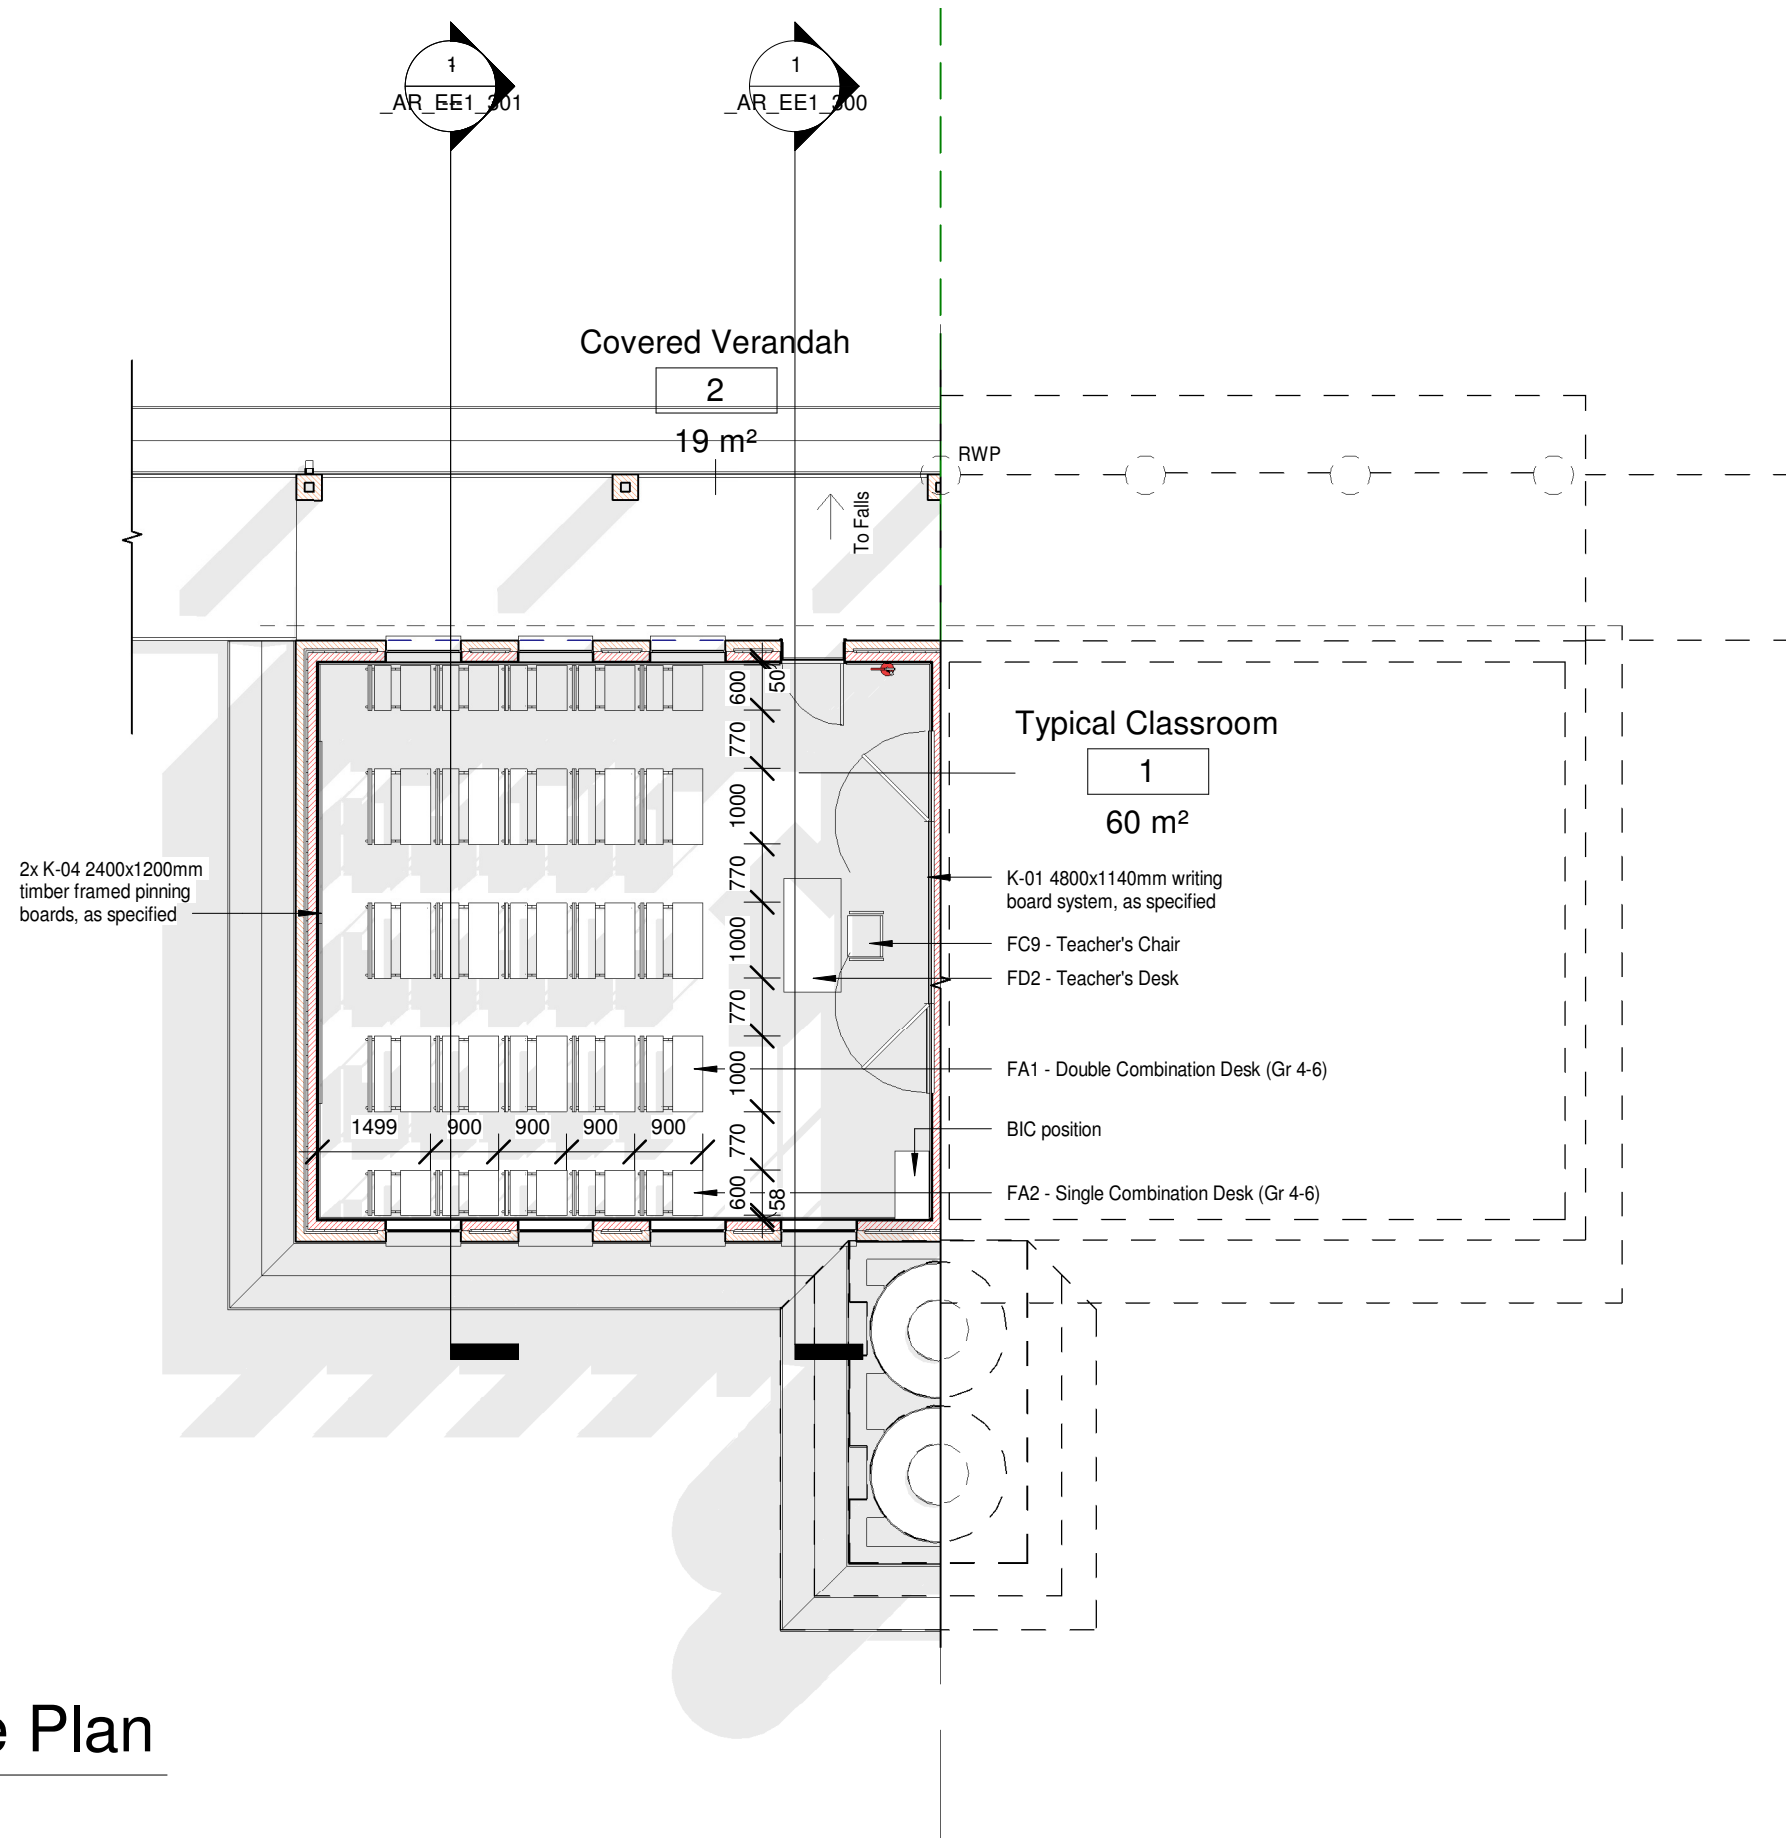 1
_AR_EE1_301
1
_AR_EE1_300
Covered Verandah
2
19 m²
RWP
To Falls
600
50
770
1000
770
1000
770
1000
770
600
58
Typical Classroom
1
60 m²
2x K-04 2400x1200mm
timber framed pinning
boards, as specified
K-01 4800x1140mm writing
board system, as specified
FC9 - Teacher's Chair
FD2 - Teacher's Desk
FA1 - Double Combination Desk (Gr 4-6)
1499
900
900
900
900
BIC position
FA2 - Single Combination Desk (Gr 4-6)
e Plan